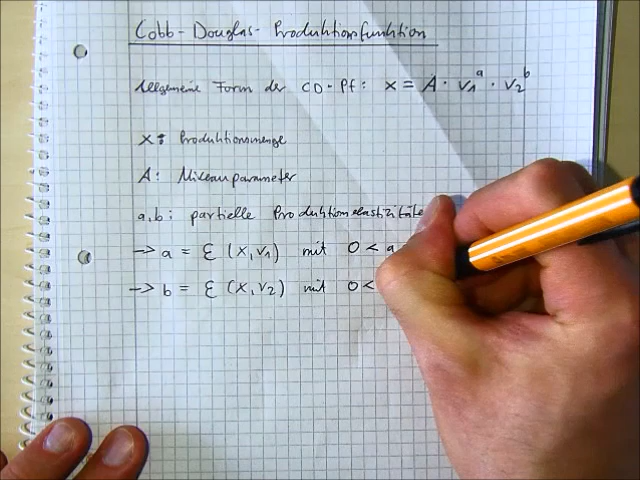 Cobb-Douglas-Produktionsfunktion
Allgemeine Form der CD-Pf: x = A · v₁ᵃ · v₂ᵇ
x: Produktionsmenge
A: Niveauparameter
a,b: partielle Produktionselastizitäte
→ a = ε (x,v₁) mit 0 < a
→ b = ε (x,v₂) mit 0 <